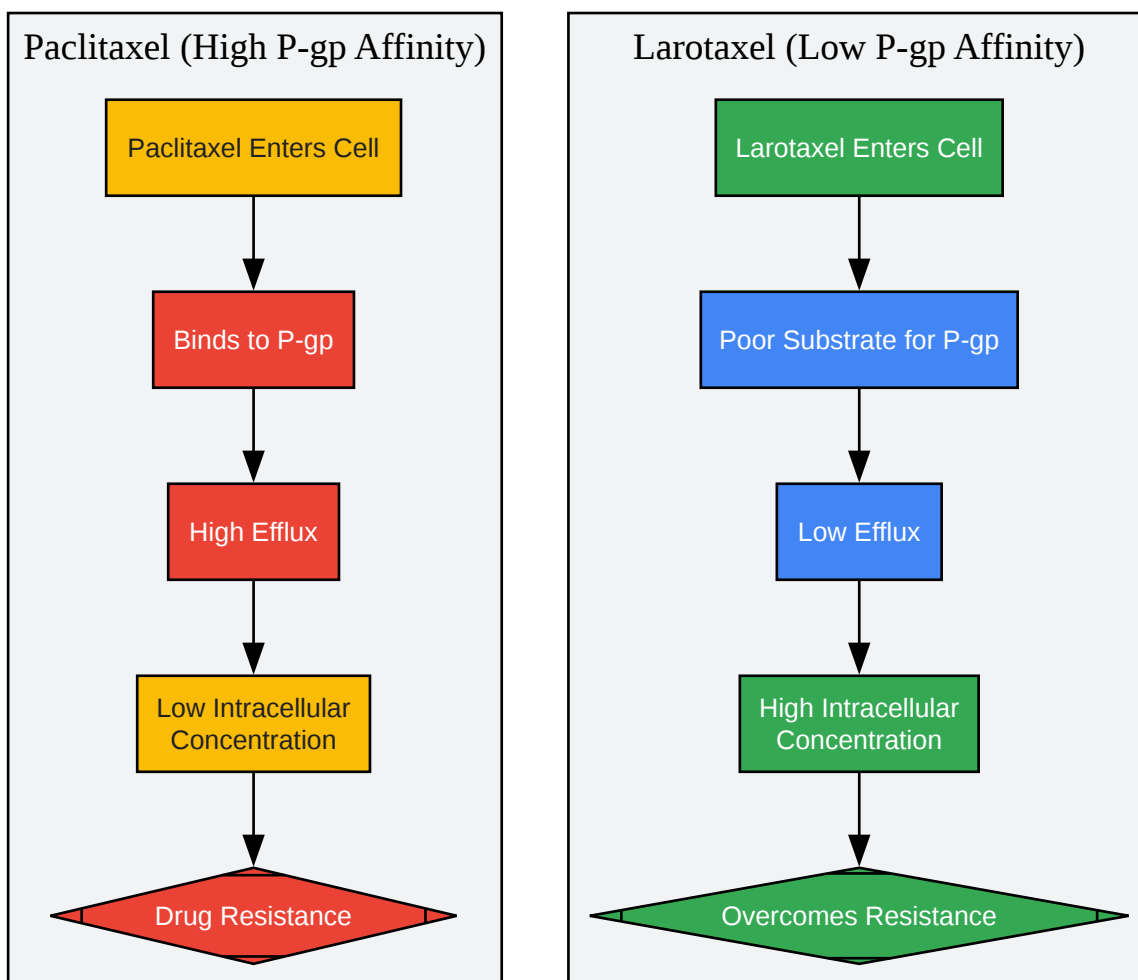 Paclitaxel (High P-gp Affinity)
Paclitaxel Enters Cell
Binds to P-gp
High Efflux
Low Intracellular
Concentration
Drug Resistance
Larotaxel (Low P-gp Affinity)
Larotaxel Enters Cell
Poor Substrate for P-gp
Low Efflux
High Intracellular
Concentration
Overcomes Resistance